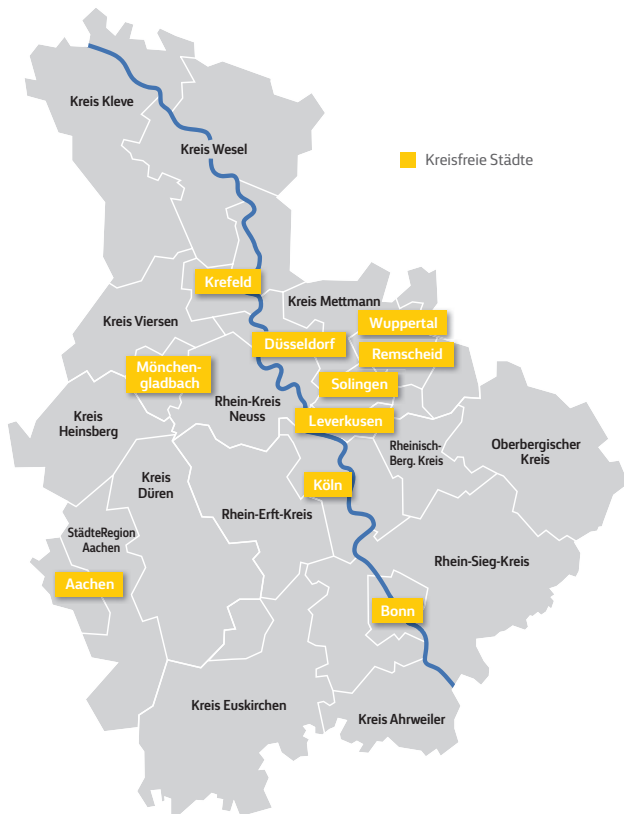 Kreis Kleve
Kreis Wesel
Kreisfreie Städte
Krefeld
Kreis Mettmann
Kreis Viersen
Wuppertal
Düsseldorf
Remscheid
Mönchen-
gladbach
Solingen
Rhein-Kreis
Neuss
Leverkusen
Kreis
Heinsberg
Rheinisch-
Berg. Kreis
Oberbergischer
Kreis
Kreis
Düren
Köln
Rhein-Erft-Kreis
StädteRegion
Aachen
Rhein-Sieg-Kreis
Aachen
Bonn
Kreis Euskirchen
Kreis Ahrweiler